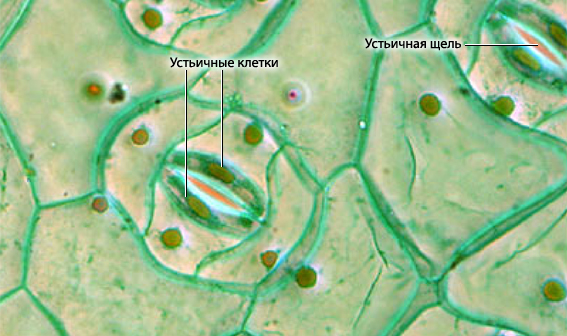 Устьичная щель
Устьичные клетки